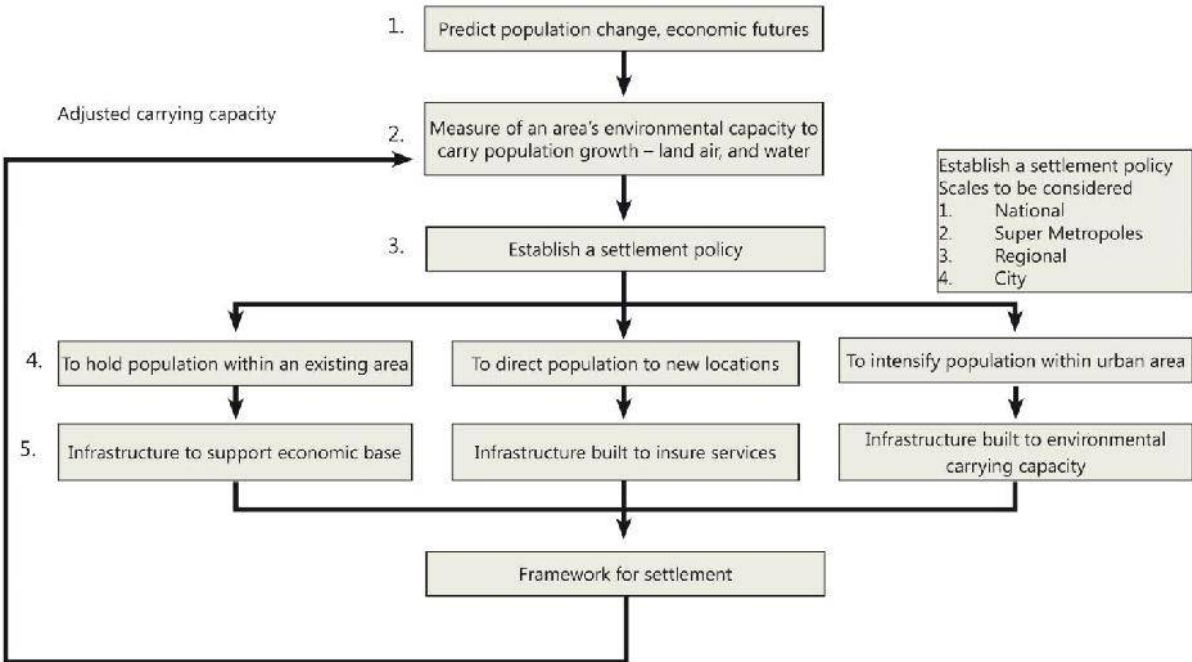 1.
Predict population change, economic futures
Adjusted carrying capacity
2.
Measure of an area's environmental capacity to
carry population growth – land air, and water
Establish a settlement policy
Scales to be considered
1. National
2. Super Metropoles
3. Regional
4. City
3.
Establish a settlement policy
4.
To hold population within an existing area
To direct population to new locations
To intensify population within urban area
5.
Infrastructure to support economic base
Infrastructure built to insure services
Infrastructure built to environmental
carrying capacity
Framework for settlement